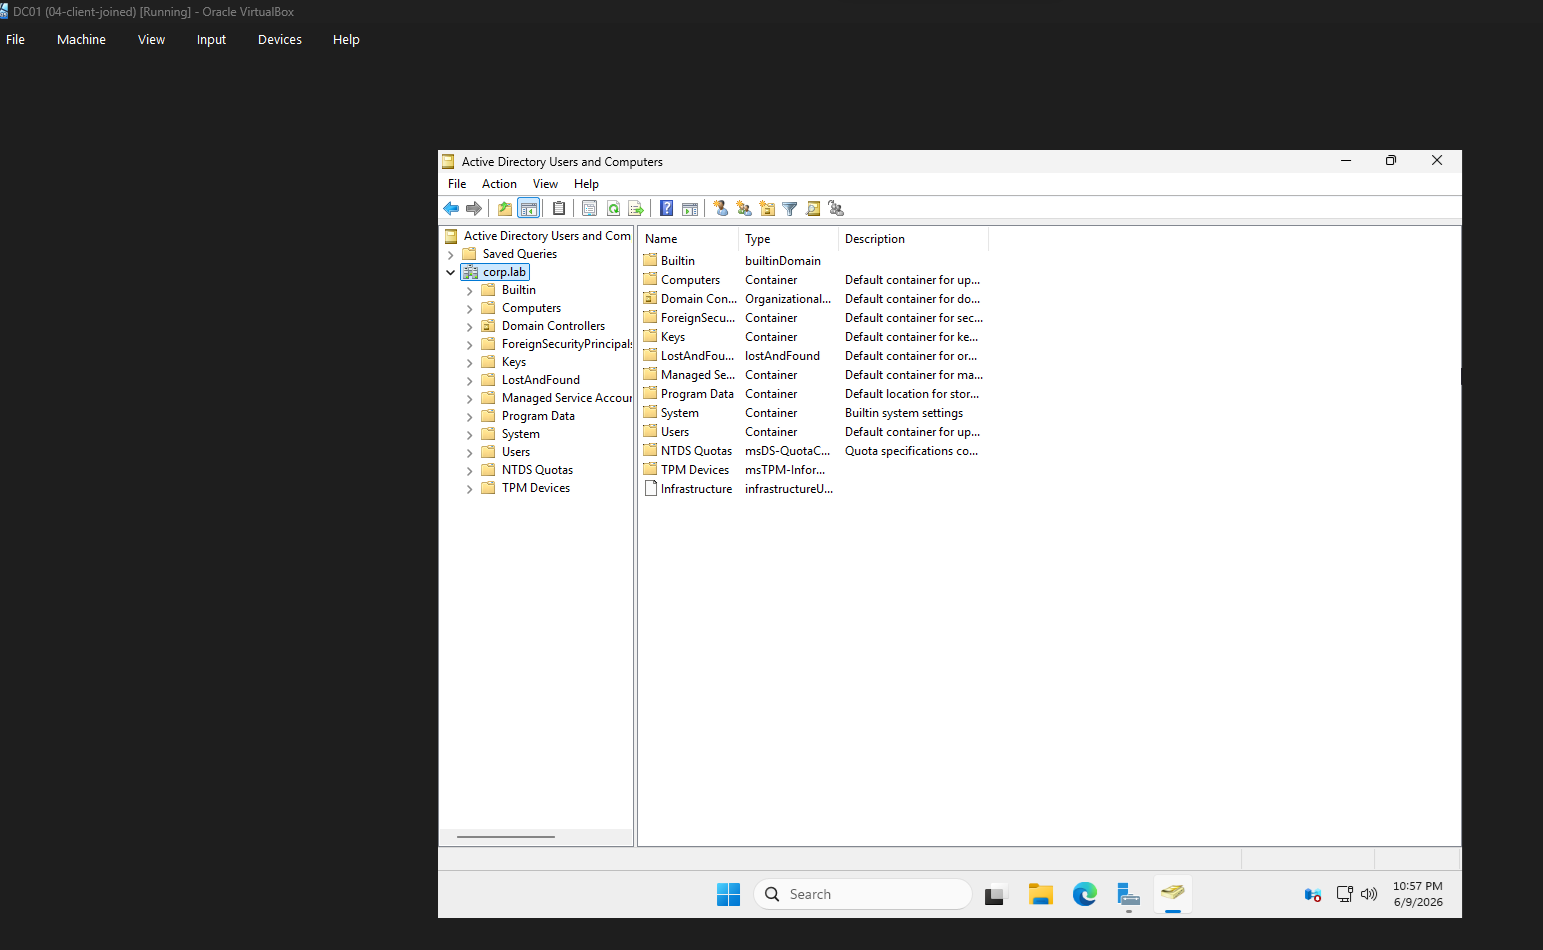 DC01 (04-client-joined) [Running] - Oracle VirtualBox
File Machine View Input Devices Help
Active Directory Users and Computers
File Action View Help
Active Directory Users and Com
Saved Queries
corp.lab
Builtin
Computers
Domain Controllers
ForeignSecurityPrincipals
Keys
LostAndFound
Managed Service Accour
Program Data
System
Users
NTDS Quotas
TPM Devices
Name Type Description
Builtin builtinDomain
Computers Container Default container for up...
Domain Con... Organizational... Default container for do...
ForeignSecu... Container Default container for sec...
Keys Container Default container for ke...
LostAndFou... lostAndFound Default container for or...
Managed Se... Container Default container for ma...
Program Data Container Default location for stor...
System Container Builtin system settings
Users Container Default container for up...
NTDS Quotas msDS-QuotaC... Quota specifications co...
TPM Devices msTPM-Infor...
Infrastructure infrastructureU...
Search
10:57 PM
6/9/2026